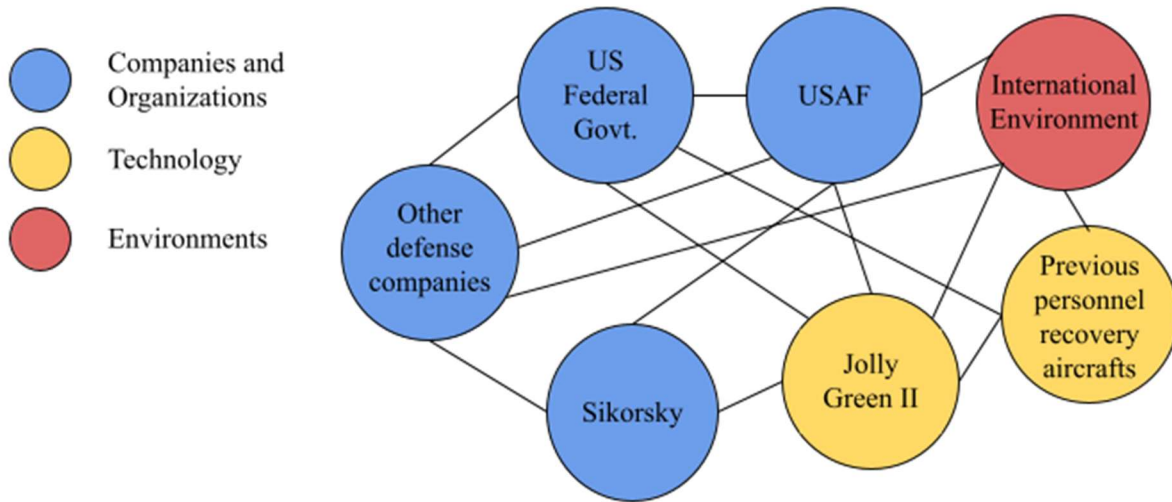 Companies and
Organizations
Technology
Environments
US
Federal
Govt.
USAF
International
Environment
Other
defense
companies
Previous
personnel
recovery
aircrafts
Jolly
Green II
Sikorsky